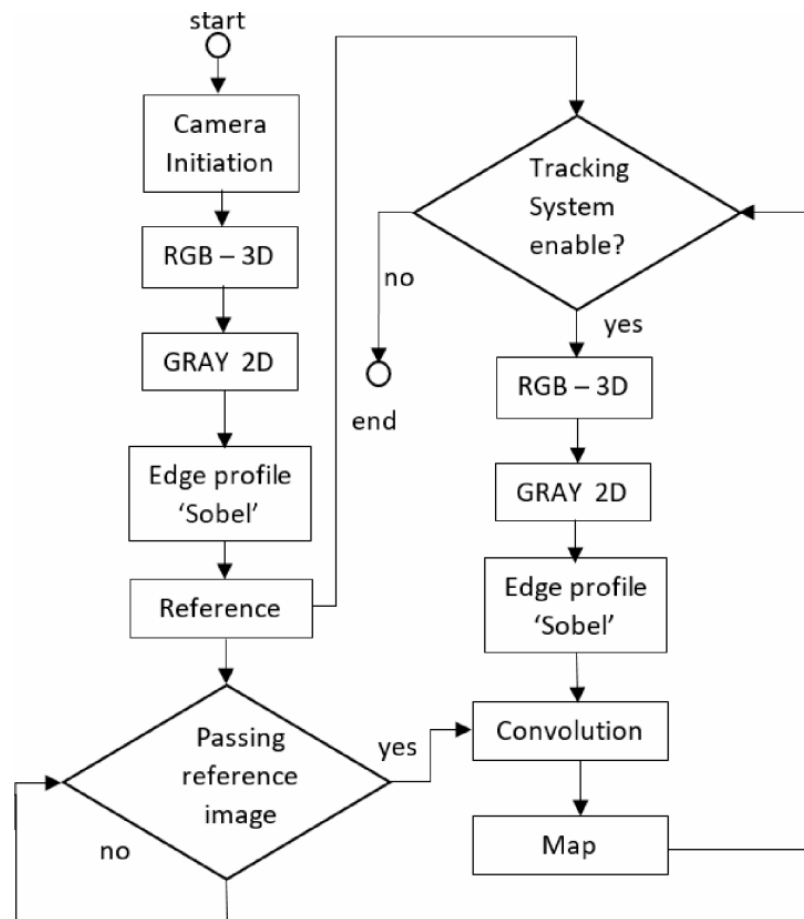 start
Camera
Initiation
RGB – 3D
GRAY 2D
Edge profile
‘Sobel’
Reference
Passing
reference
image
yes
no
Tracking
System
enable?
no
end
yes
RGB – 3D
GRAY 2D
Edge profile
‘Sobel’
Convolution
Map